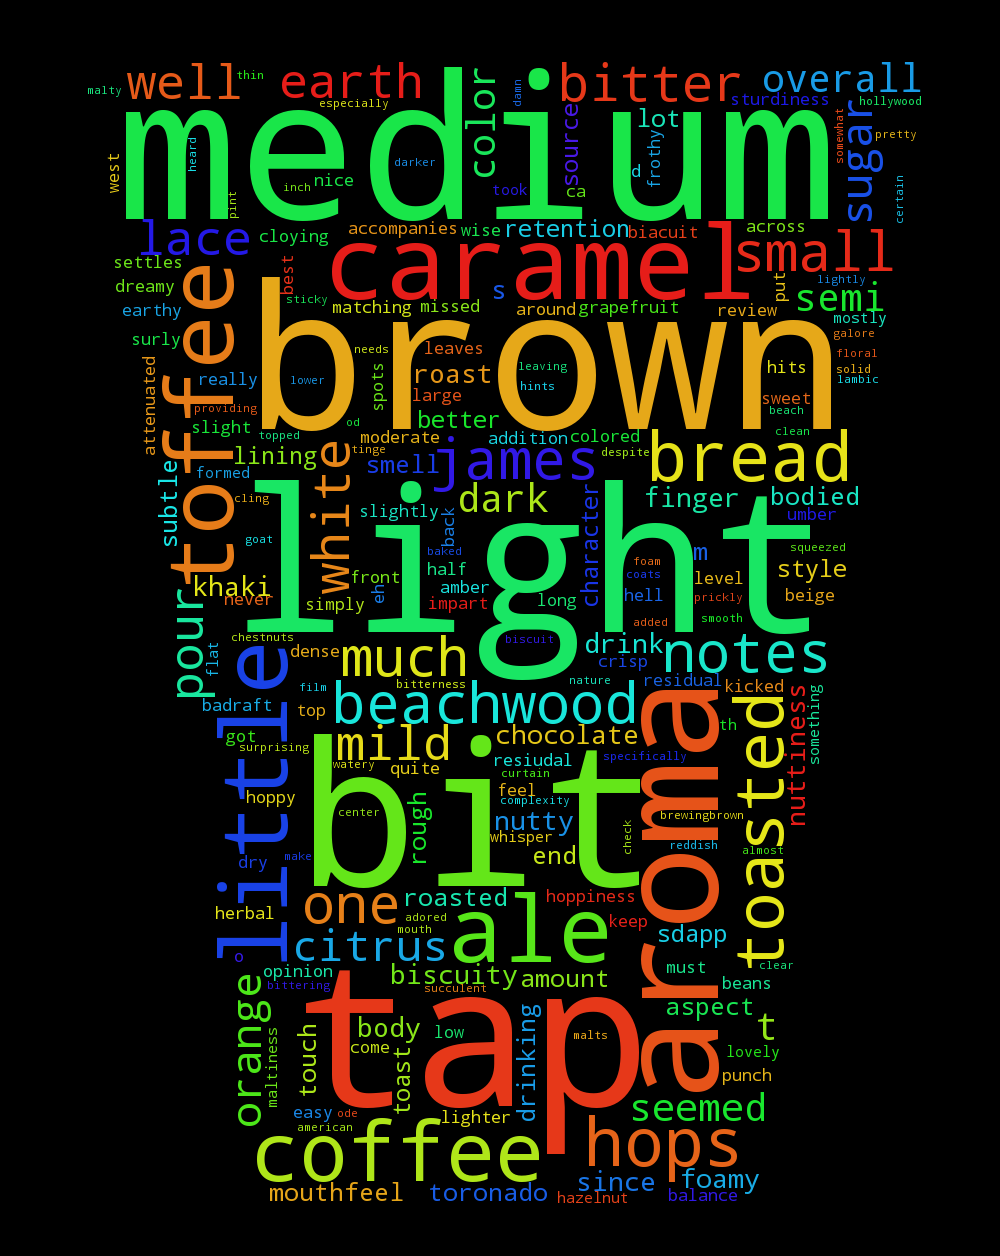 well
thin
earth
bitter
overall
malty
especially
color
damn
source
lot
sturdiness
hollywood
medium
west
heard
darker
frothy
somewhat
sugar
pretty
inch
nice
pint
took
ca
d
certain
lace
cloying
accompanies
wise
retention
biacuit
across
small
settles
dreamy
best
caramel
s
put
lightly
semi
earthy
sticky
matching
missed
around
grapefruit
review
mostly
surly
toffee
brown
needs
leaves
galore
floral
attenuated
really
lower
spots
roast
leaving
hints
hits
solid
lambic
providing
large
sweet
beach
slight
topped
od
better
moderate
addition
colored
clean
lining
tinge
despite
subtle
formed
white
smell
james
bread
cling
dark
finger
bodied
slightly
back
character
umber
goat
light
baked
foam
m
squeezed
khaki
front
half
coats
level
style
never
simply
eh
amber
impart
long
hell
prickly
beige
added
smooth
pour
chestnuts
biscuit
drink
notes
flat
dense
much
crisp
little
film
bitterness
nature
residual
kicked
badraft
top
beachwood
aroma
toasted
nuttiness
something
got
surprising
mild
chocolate
th
watery
quite
resiudal
specifically
curtain
hoppy
bit
feel
complexity
center
rough
nutty
whisper
check
brewingbrown
reddish
almost
dry
make
end
herbal
one
roasted
hoppiness
adored
mouth
ale
keep
sdapp
o
citrus
opinion
biscuity
amount
must
clear
bittering
succulent
beans
orange
tap
aspect
t
maltiness
touch
body
come
low
toast
drinking
malts
lovely
punch
easy
ode
lighter
seemed
american
coffee
hops
mouthfeel
toronado
since
foamy
hazelnut
balance